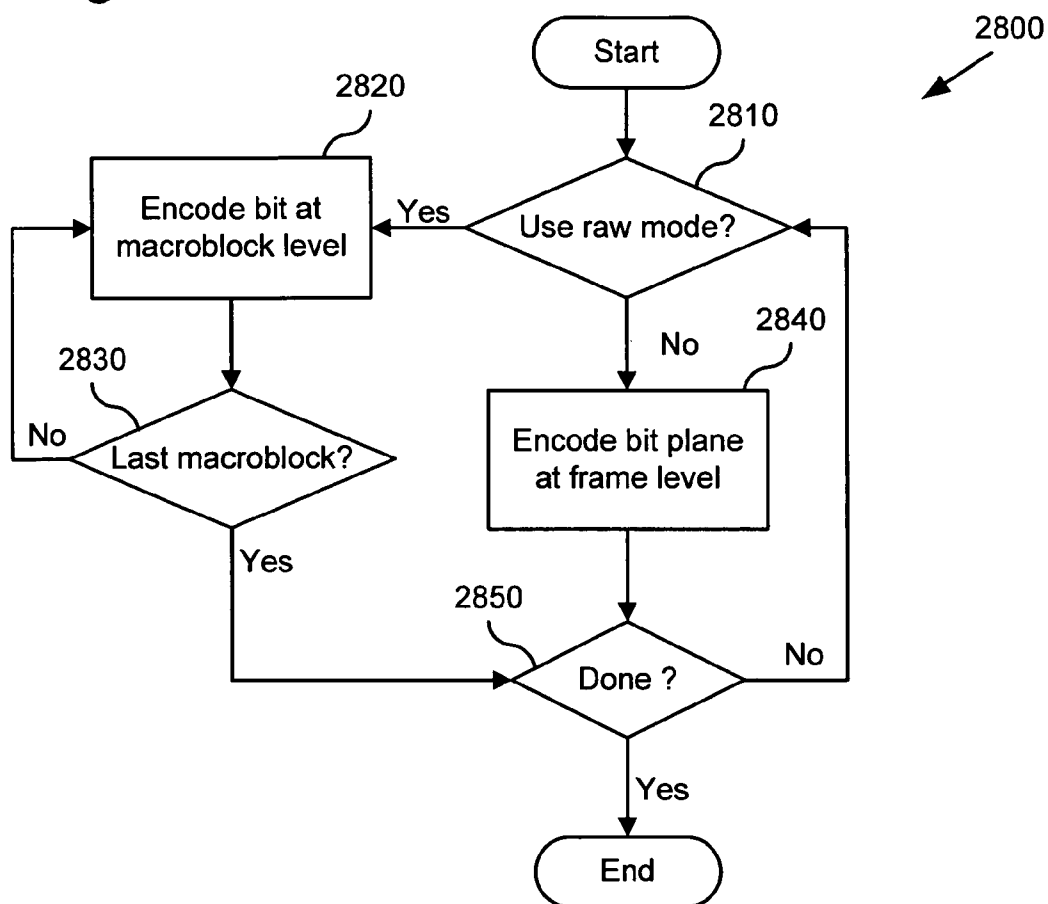 2800
Start
2820
2810
Encode bit at
macroblock level
Yes
Use raw mode?
2840
No
2830
No
Last macroblock?
Encode bit plane
at frame level
Yes
2850
Done ?
No
Yes
End